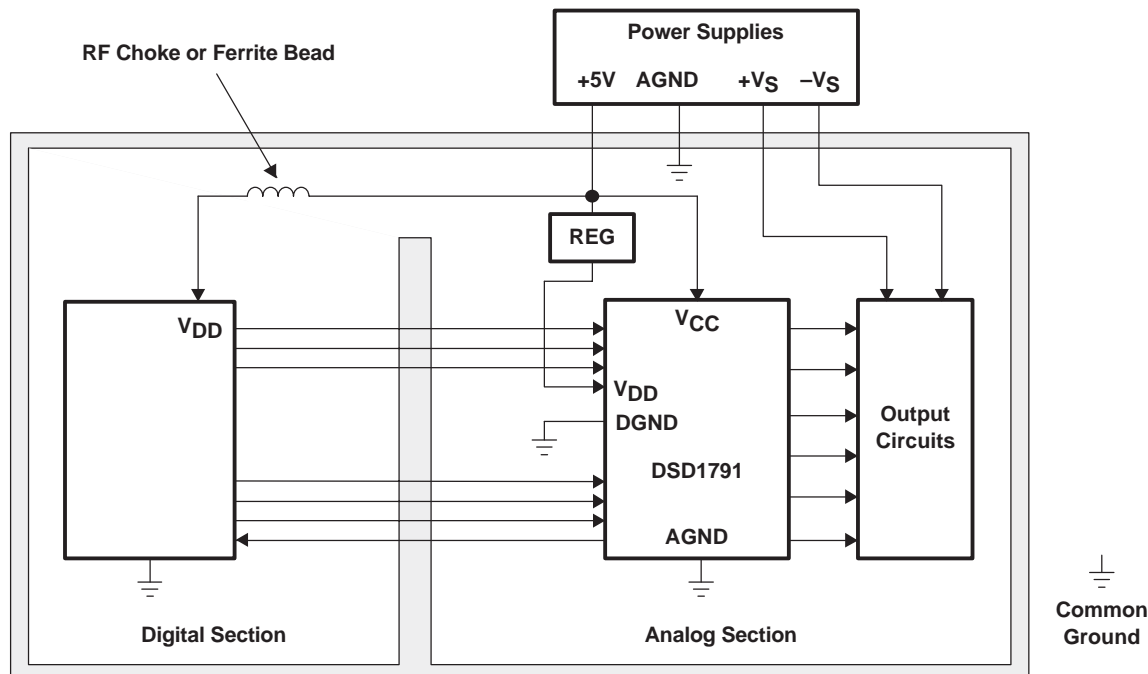 Power Supplies
RF Choke or Ferrite Bead
+5V AGND +VS –VS
REG
VDD
VCC
VDD
DGND
Output
Circuits
DSD1791
AGND
Common
Ground
Digital Section
Analog Section